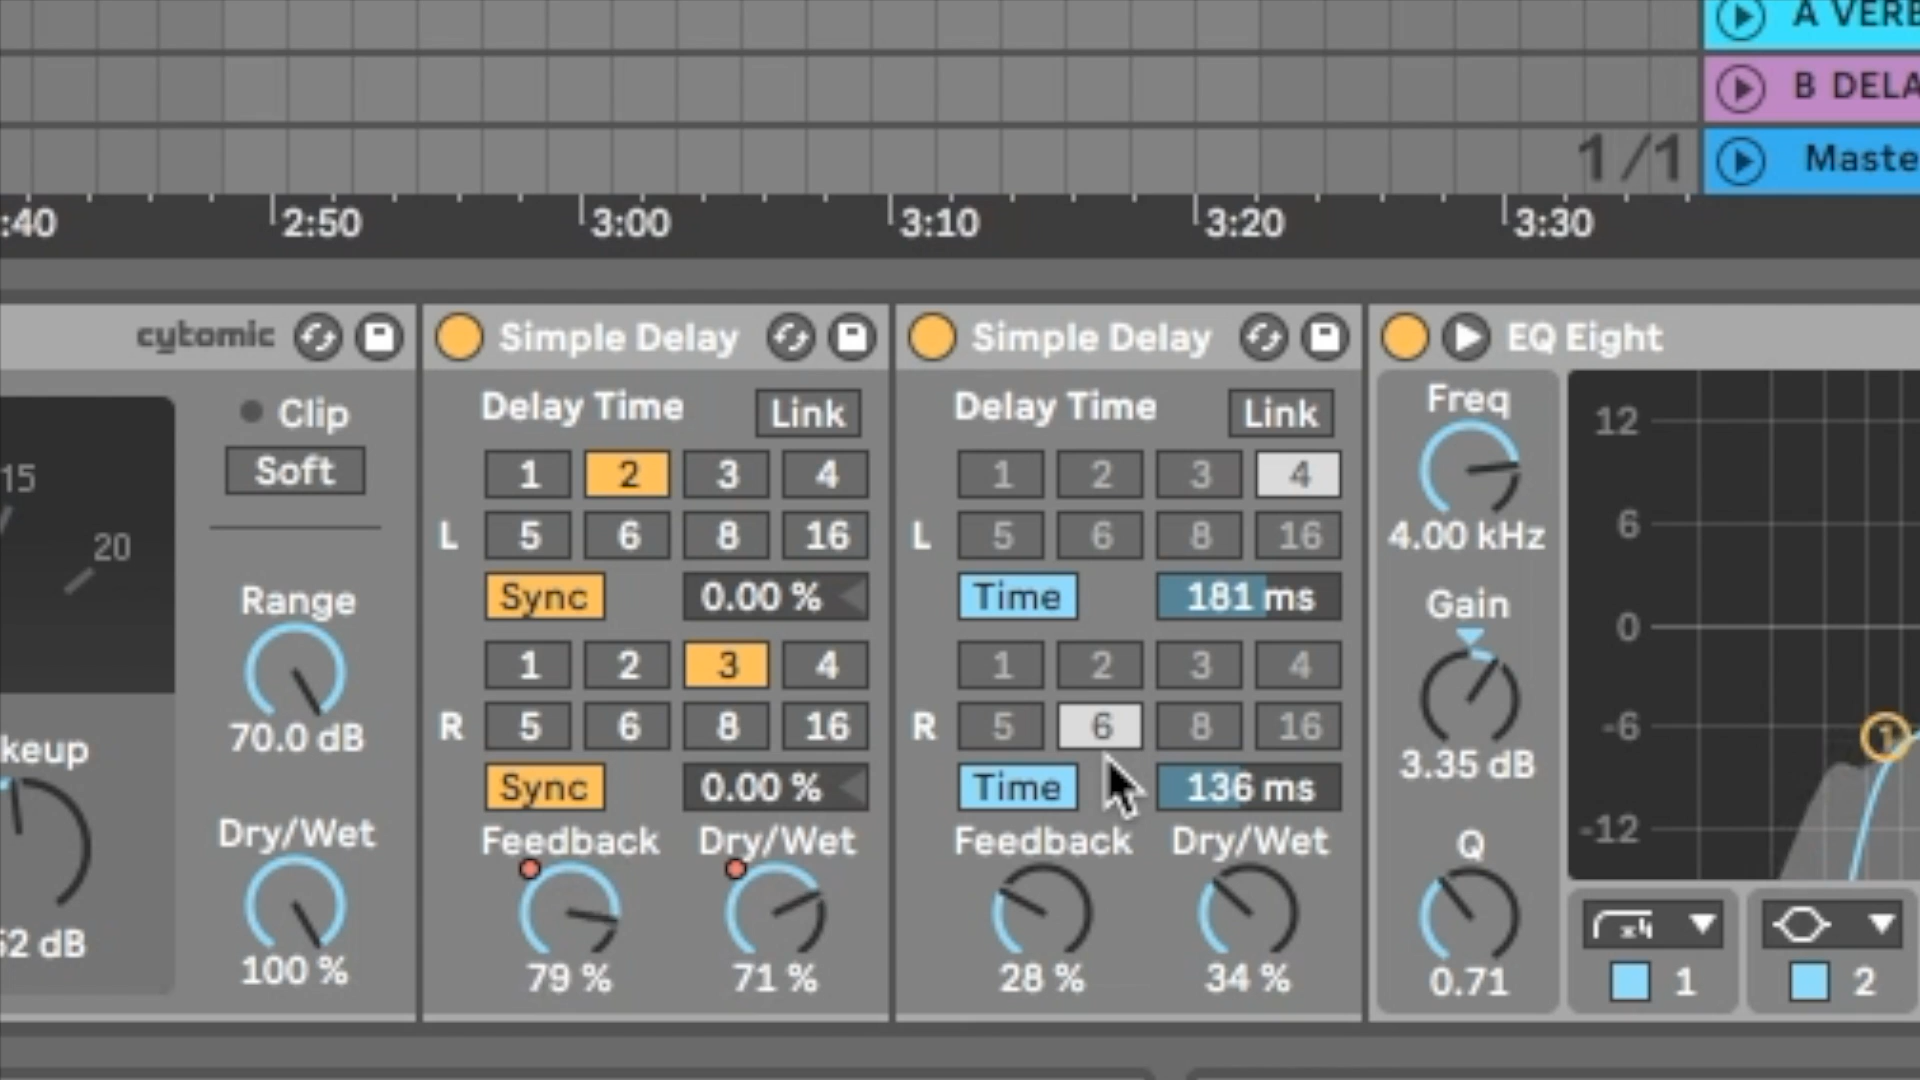 A VERB
B DELA
1/1
Maste
:40
2:50
3:00
3:10
3:20
3:30
cytomic
Simple Delay
Simple Delay
EQ Eight
Clip
Soft
15
20
Range
70.0 dB
keup
52 dB
Dry/Wet
100 %
Delay Time
Link
1 2 3 4
L
5 6 8 16
Sync
0.00 %
1 2 3 4
R
5 6 8 16
Sync
0.00 %
Feedback
Dry/Wet
79 %
71 %
Delay Time
Link
1 2 3 4
L
5 6 8 16
Time
181 ms
1 2 3 4
R
5 6 8 16
Time
136 ms
Feedback
Dry/Wet
28 %
34 %
Freq
4.00 kHz
Gain
3.35 dB
Q
0.71
12
6
0
-6
-12
1
x4
1
2